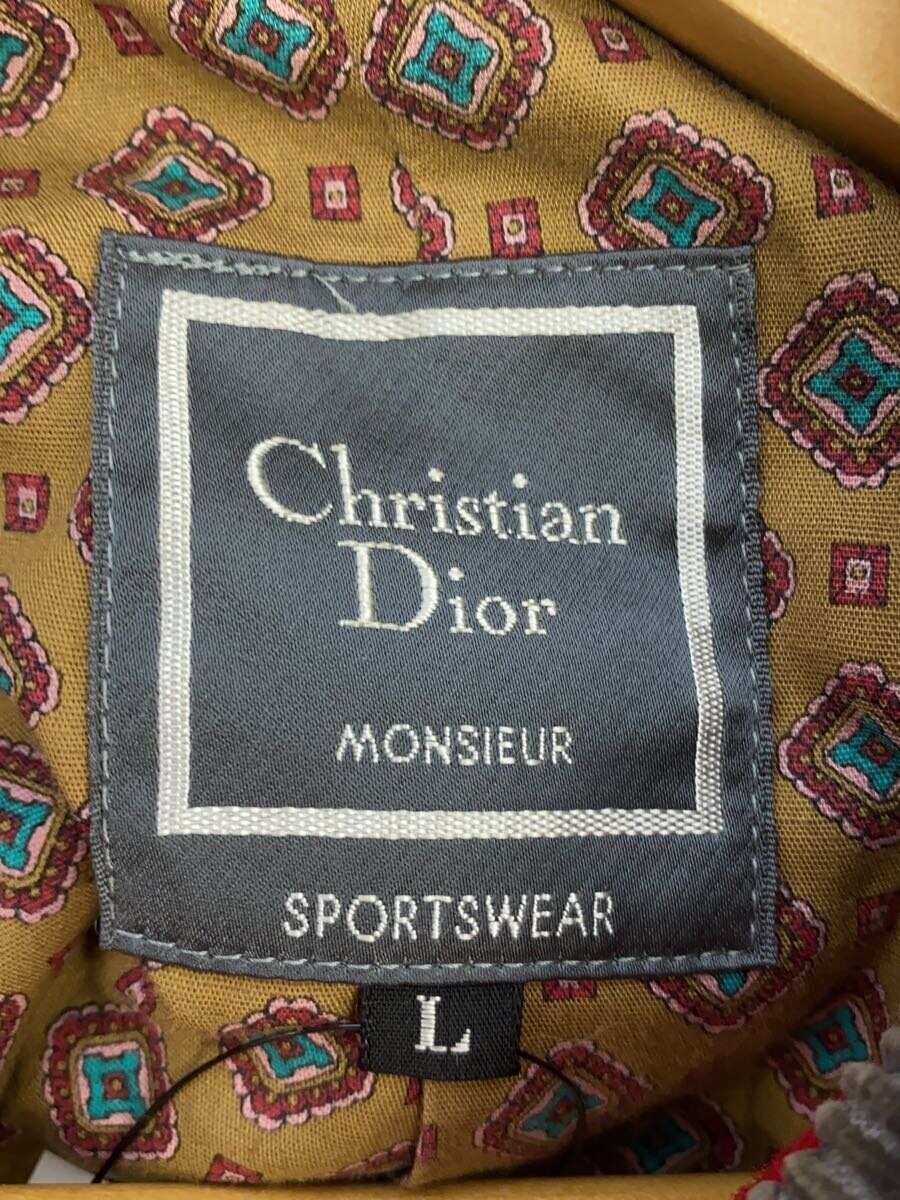 Christian
Dior
MONSIEUR
SPORTSWEAR
L